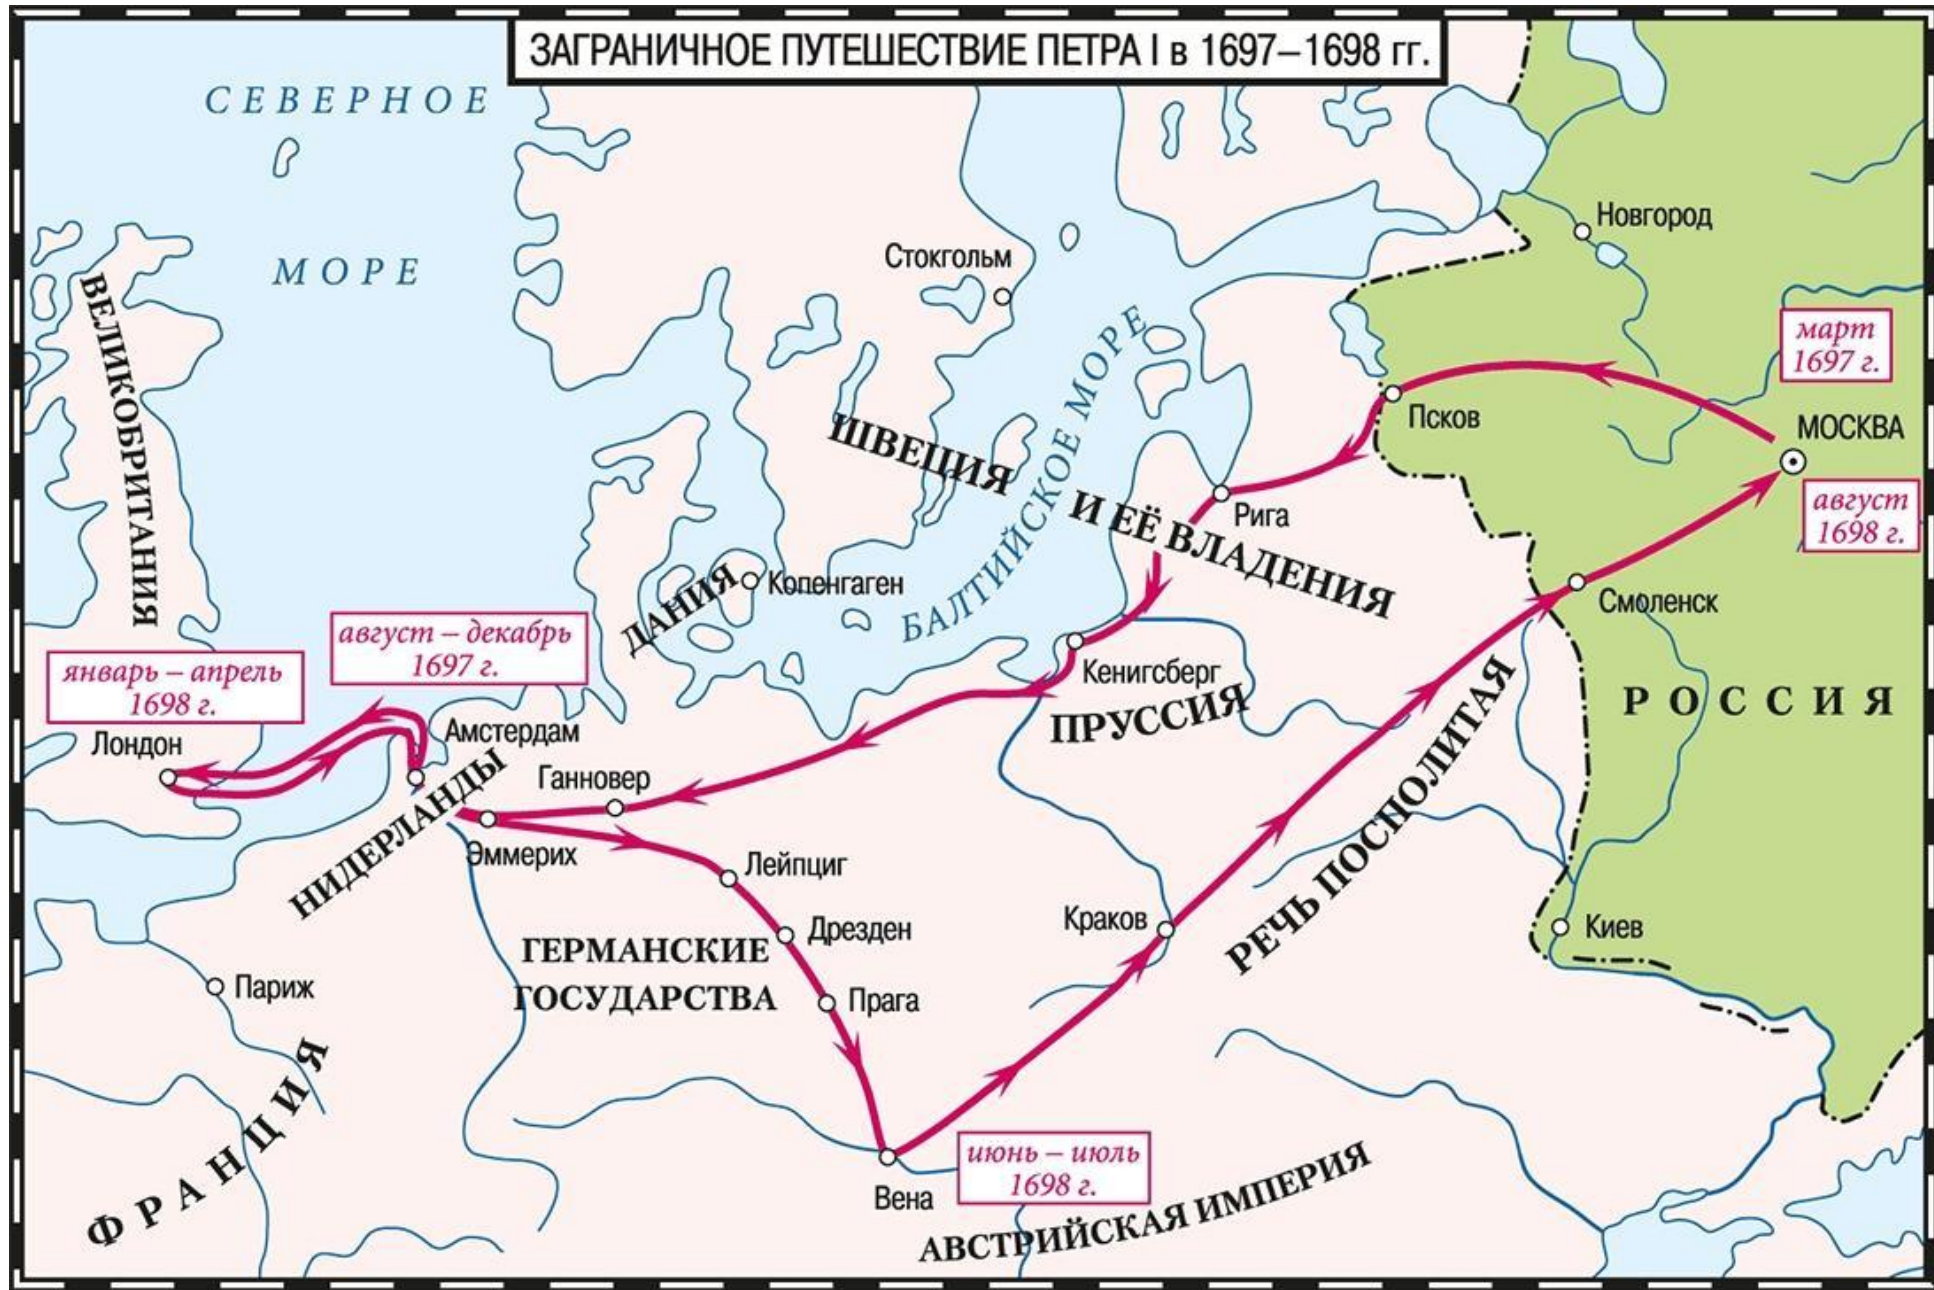 ЗАГРАНИЧНОЕ ПУТЕШЕСТВИЕ ПЕТРА I в 1697–1698 гг.
СЕВЕРНОЕ
МОРЕ
ВЕЛИКОБРИТАНИЯ
Стокгольм
Новгород
март
1697 г.
МОСКВА
август
1698 г.
Псков
БАЛТИЙСКОЕ МОРЕ
ШВЕЦИЯ И ЕЁ ВЛАДЕНИЯ
Рига
ДАНИЯ
Копенгаген
Смоленск
август – декабрь
1697 г.
январь – апрель
1698 г.
Кенигсберг
ПРУССИЯ
РОССИЯ
Лондон
Амстердам
Ганновер
НИДЕРЛАНДЫ
Эммерих
Лейпциг
РЕЧЬ ПОСПОЛИТАЯ
Краков
Киев
Дрезден
ГЕРМАНСКИЕ
ГОСУДАРСТВА
Париж
Прага
ФРАНЦИЯ
июнь – июль
1698 г.
Вена
АВСТРИЙСКАЯ ИМПЕРИЯ